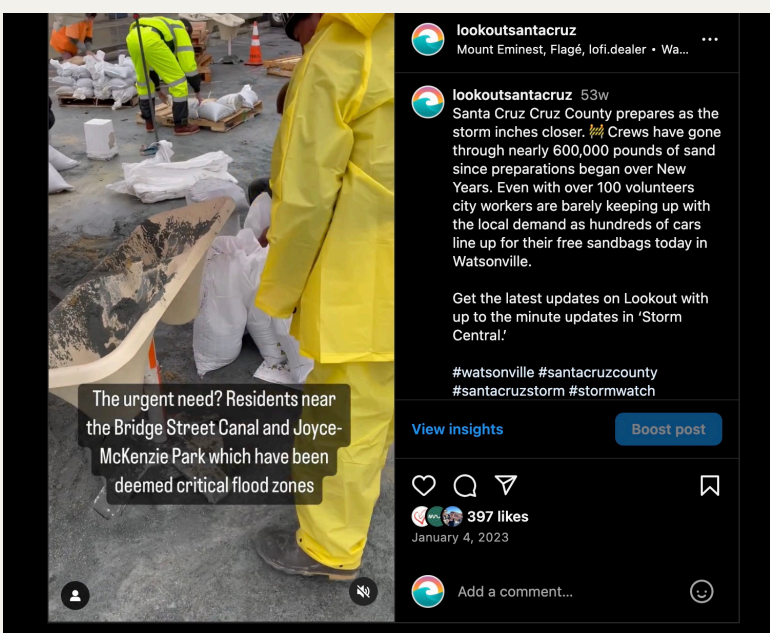 lookoutsantacruz
Mount Eminest, Flagé, lofi.dealer • Wa...
lookoutsantacruz 53w
Santa Cruz Cruz County prepares as the
storm inches closer. 🚧 Crews have gone
through nearly 600,000 pounds of sand
since preparations began over New
Years. Even with over 100 volunteers
city workers are barely keeping up with
the local demand as hundreds of cars
line up for their free sandbags today in
Watsonville.
Get the latest updates on Lookout with
up to the minute updates in ‘Storm
Central.’
#watsonville #santacruzcounty
#santacruzstorm #stormwatch
The urgent need? Residents near
the Bridge Street Canal and Joyce-
McKenzie Park which have been
deemed critical flood zones
View insights
Boost post
397 likes
January 4, 2023
Add a comment...